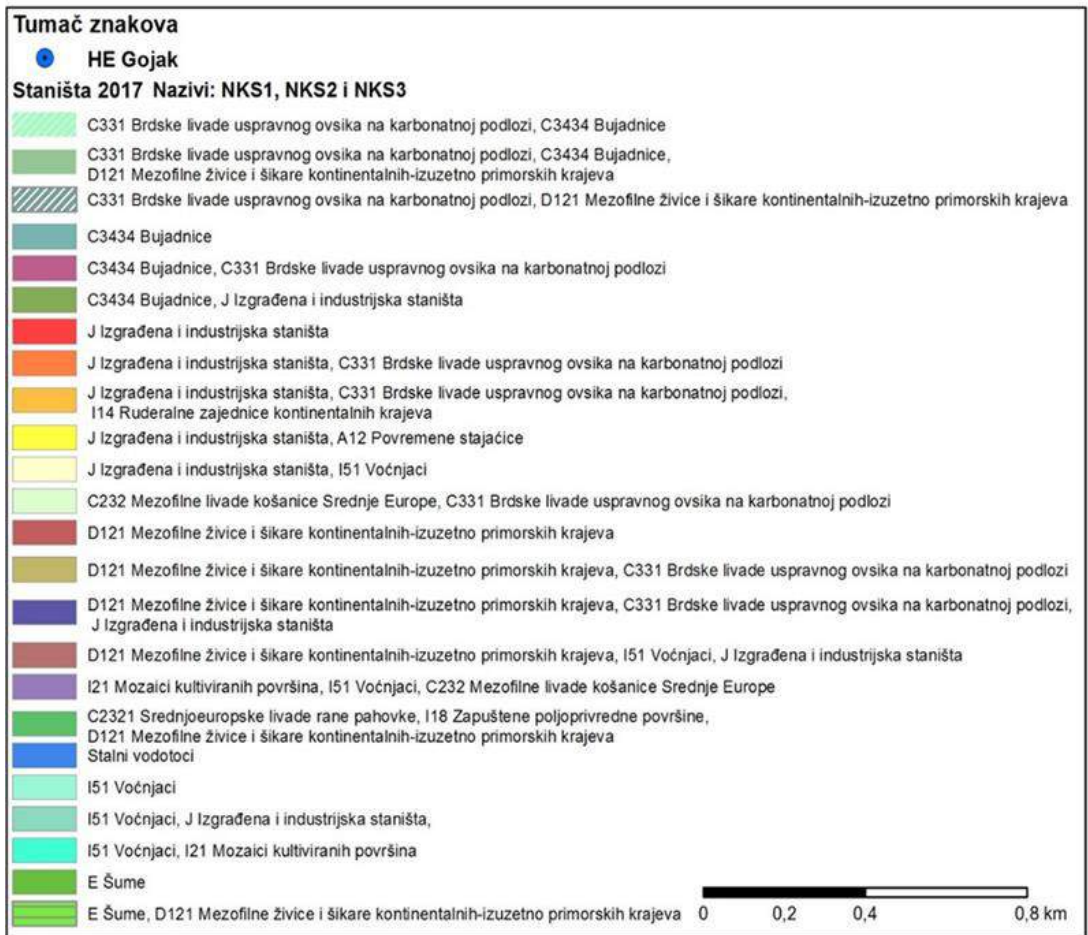 Tumač znakova
HE Gojak
Staništa 2017 Nazivi: NKS1, NKS2 i NKS3
C331 Brdske livade uspravnog ovsika na karbonatnoj podlozi, C3434 Bujadnice
C331 Brdske livade uspravnog ovsika na karbonatnoj podlozi, C3434 Bujadnice,
D121 Mezofilne živice i šikare kontinentalnih-izuzetno primorskih krajeva
C331 Brdske livade uspravnog ovsika na karbonatnoj podlozi, D121 Mezofilne živice i šikare kontinentalnih-izuzetno primorskih krajeva
C3434 Bujadnice
C3434 Bujadnice, C331 Brdske livade uspravnog ovsika na karbonatnoj podlozi
C3434 Bujadnice, J Izgrađena i industrijska staništa
J Izgrađena i industrijska staništa
J Izgrađena i industrijska staništa, C331 Brdske livade uspravnog ovsika na karbonatnoj podlozi
J Izgrađena i industrijska staništa, C331 Brdske livade uspravnog ovsika na karbonatnoj podlozi,
I14 Ruderalne zajednice kontinentalnih krajeva
J Izgrađena i industrijska staništa, A12 Povremene stajaćice
J Izgrađena i industrijska staništa, I51 Voćnjaci
C232 Mezofilne livade košanice Srednje Europe, C331 Brdske livade uspravnog ovsika na karbonatnoj podlozi
D121 Mezofilne živice i šikare kontinentalnih-izuzetno primorskih krajeva
D121 Mezofilne živice i šikare kontinentalnih-izuzetno primorskih krajeva, C331 Brdske livade uspravnog ovsika na karbonatnoj podlozi
D121 Mezofilne živice i šikare kontinentalnih-izuzetno primorskih krajeva, C331 Brdske livade uspravnog ovsika na karbonatnoj podlozi,
J Izgrađena i industrijska staništa
D121 Mezofilne živice i šikare kontinentalnih-izuzetno primorskih krajeva, I51 Voćnjaci, J Izgrađena i industrijska staništa
I21 Mozaici kultiviranih površina, I51 Voćnjaci, C232 Mezofilne livade košanice Srednje Europe
C2321 Srednjoeuropske livade rane pahovke, I18 Zapuštene poljoprivredne površine,
D121 Mezofilne živice i šikare kontinentalnih-izuzetno primorskih krajeva
Stalni vodotoci
I51 Voćnjaci
I51 Voćnjaci, J Izgrađena i industrijska staništa,
I51 Voćnjaci, I21 Mozaici kultiviranih površina
E Šume
E Šume, D121 Mezofilne živice i šikare kontinentalnih-izuzetno primorskih krajeva
0 0,2 0,4 0,8 km